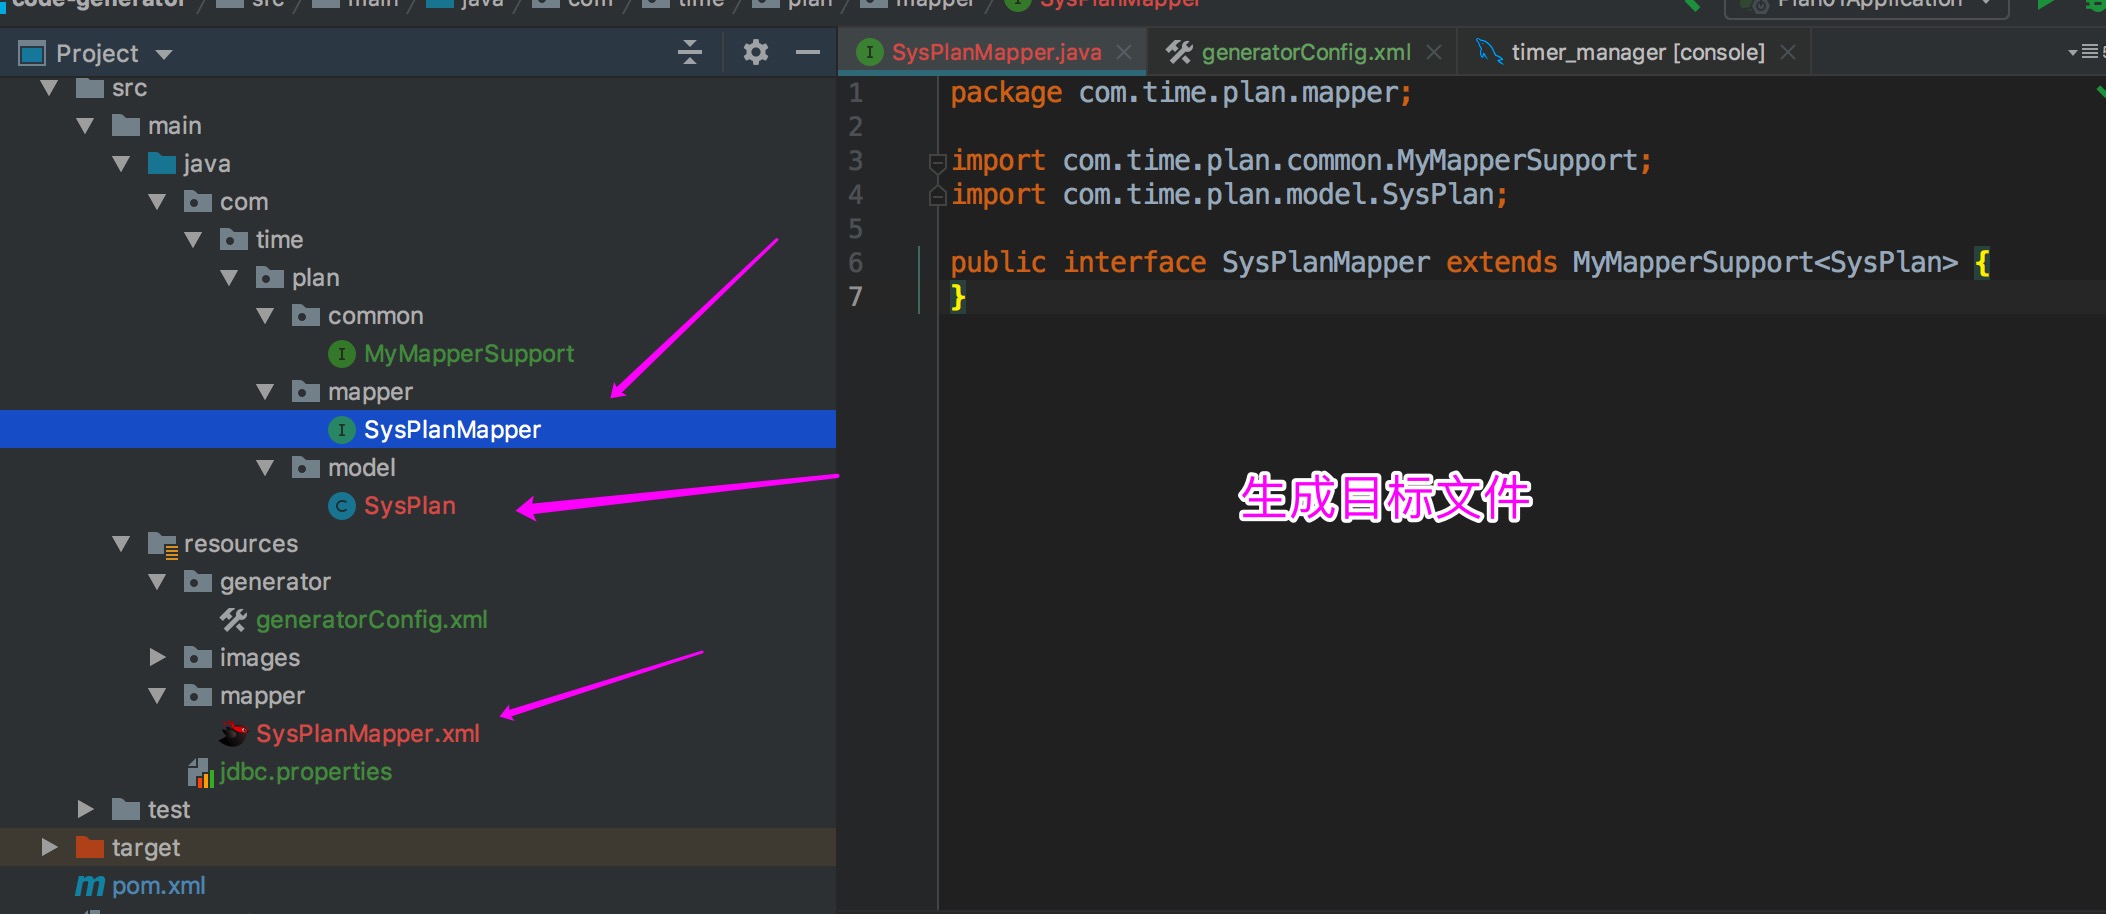 code-generator / src / main / java / com / time / plan / mapper / SysPlanMapper
Plan01Application
Project
SysPlanMapper.java
generatorConfig.xml
timer_manager [console]
src
main
java
com
time
plan
common
MyMapperSupport
mapper
SysPlanMapper
model
SysPlan
resources
generator
generatorConfig.xml
images
mapper
SysPlanMapper.xml
jdbc.properties
test
target
pom.xml
1 package com.time.plan.mapper;
2
3 import com.time.plan.common.MyMapperSupport;
4 import com.time.plan.model.SysPlan;
5
6 public interface SysPlanMapper extends MyMapperSupport<SysPlan> {
7 }
生成目标文件